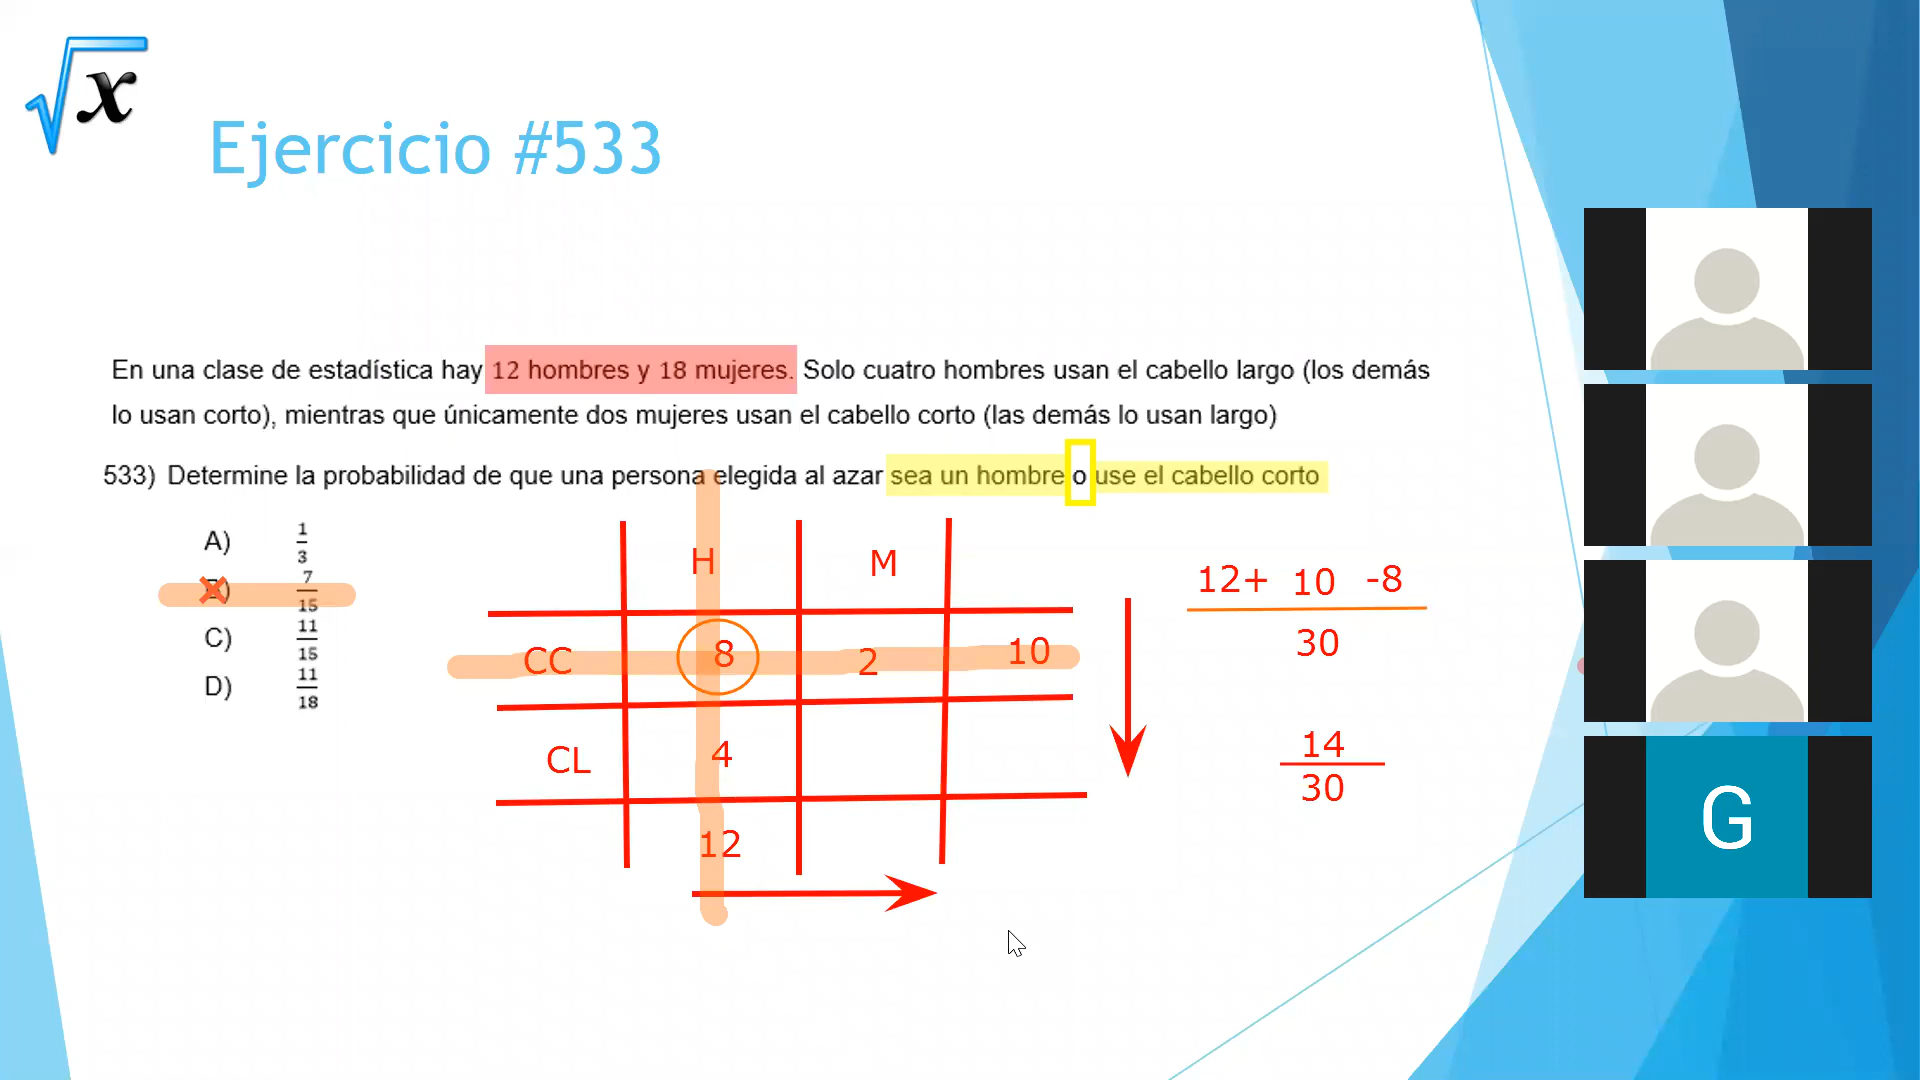 √x
Ejercicio #533
En una clase de estadística hay 12 hombres y 18 mujeres. Solo cuatro hombres usan el cabello largo (los demás
lo usan corto), mientras que únicamente dos mujeres usan el cabello corto (las demás lo usan largo)
533) Determine la probabilidad de que una persona elegida al azar sea un hombre o use el cabello corto
A) 1/3
B) 7/15
C) 11/15
D) 11/18
H M
CC 8 2 10
CL 4
12
12+ 10 -8
30
14
30
G